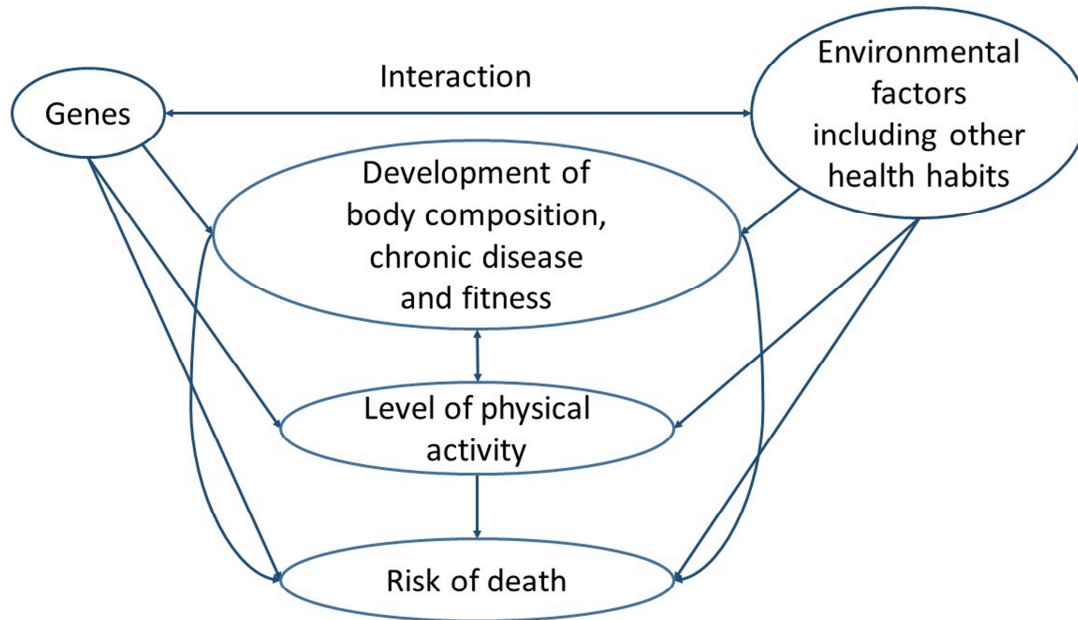 Interaction
Genes
Environmental
factors
including other
health habits
Development of
body composition,
chronic disease
and fitness
Level of physical
activity
Risk of death